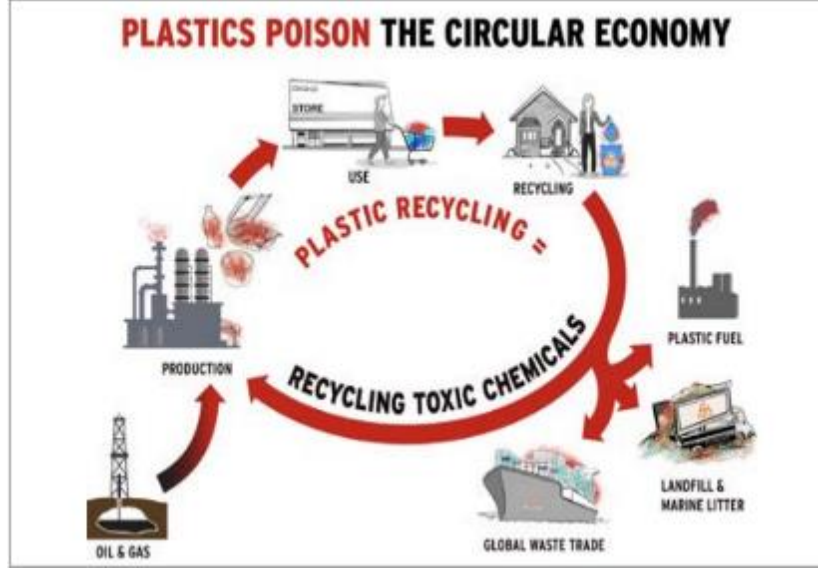 PLASTICS POISON THE CIRCULAR ECONOMY
STORE
USE
RECYCLING
PLASTIC RECYCLING =
RECYCLING TOXIC CHEMICALS
PRODUCTION
PLASTIC FUEL
OIL & GAS
LANDFILL &
MARINE LITTER
GLOBAL WASTE TRADE